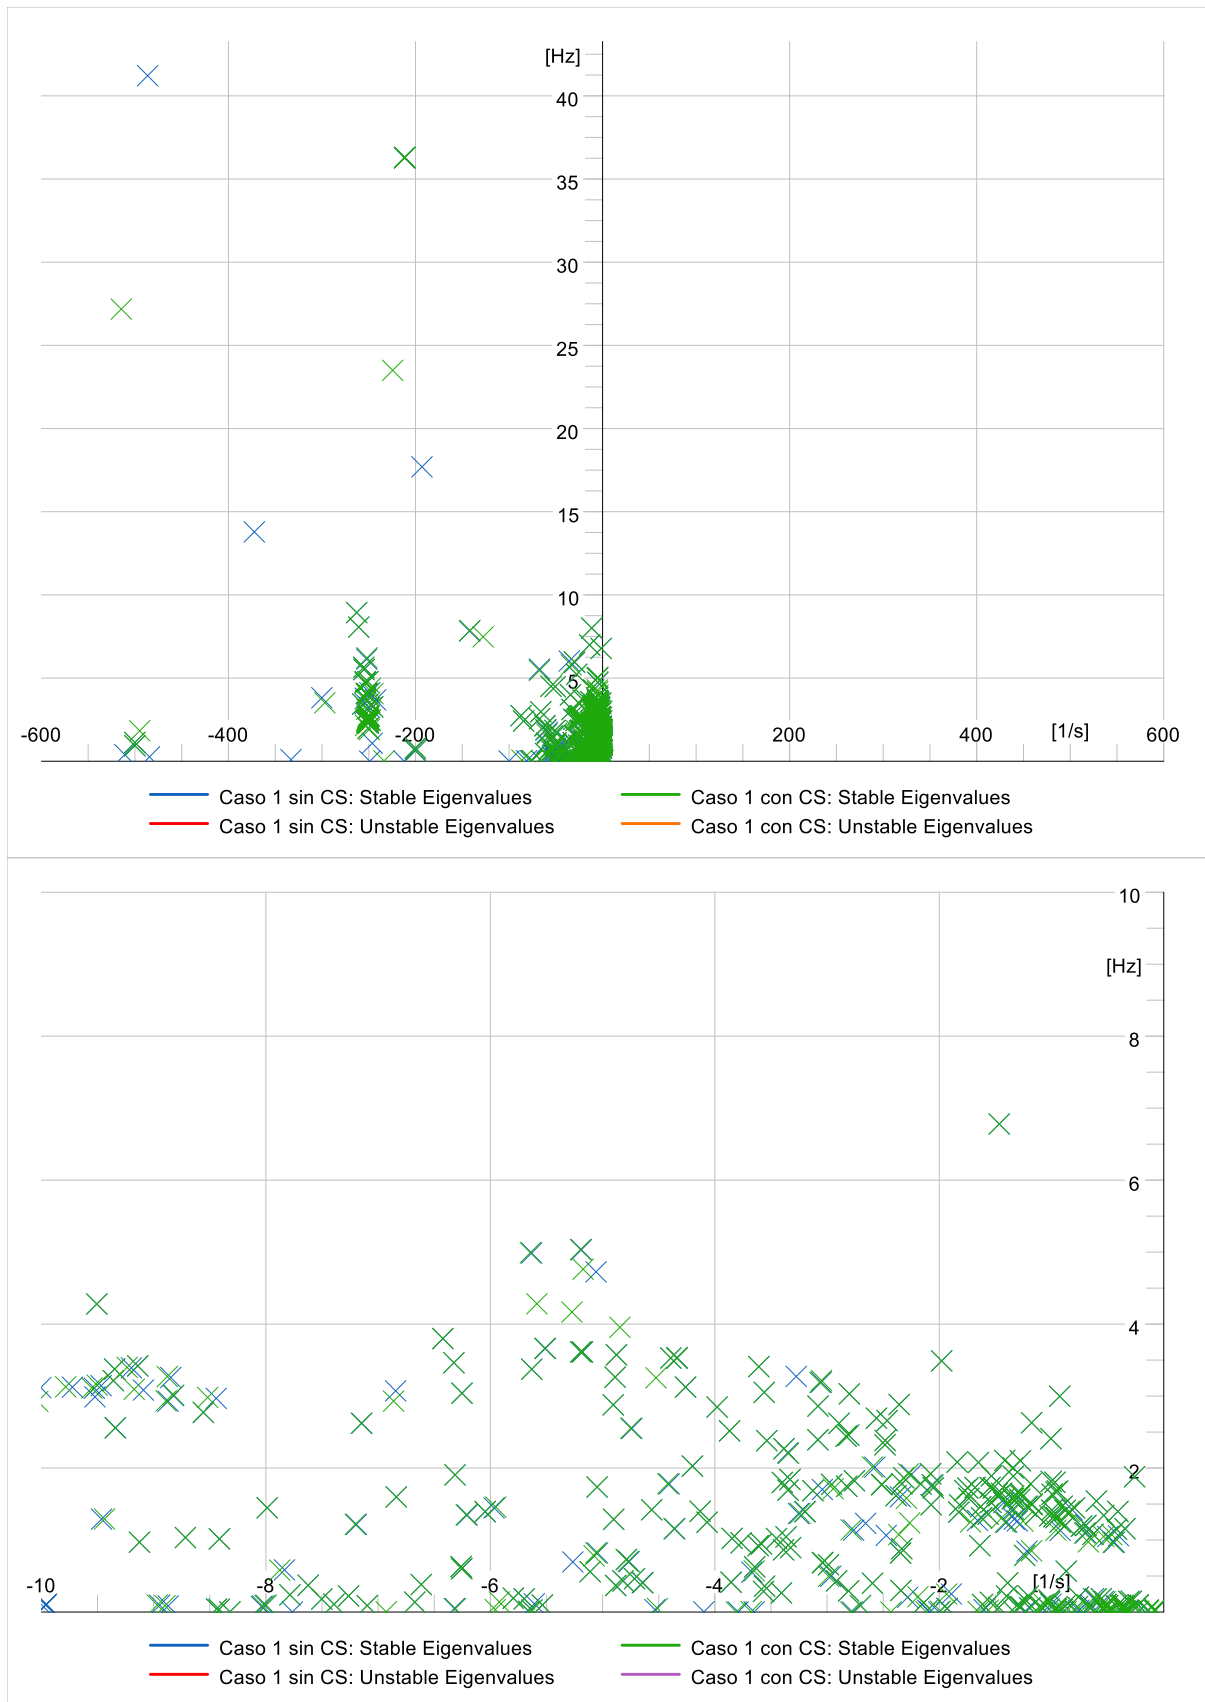 [Hz]
40
35
30
25
20
15
10
5
-600 -400 -200 200 400 [1/s] 600
Caso 1 sin CS: Stable Eigenvalues Caso 1 con CS: Stable Eigenvalues
Caso 1 sin CS: Unstable Eigenvalues Caso 1 con CS: Unstable Eigenvalues
10
[Hz]
8
6
4
2
-10 -8 -6 -4 -2 [1/s]
Caso 1 sin CS: Stable Eigenvalues Caso 1 con CS: Stable Eigenvalues
Caso 1 sin CS: Unstable Eigenvalues Caso 1 con CS: Unstable Eigenvalues